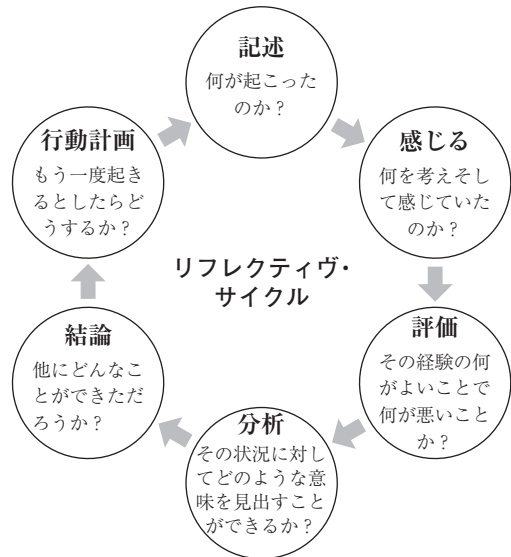 記述
何が起こった
のか？
感じる
何を考えそし
て感じていた
のか？
評価
その経験の何
がよいことで
何が悪いこと
か？
分析
その状況に対し
てどのような意
味を見出すこと
ができるか？
結論
他にどんなこ
とができただ
ろうか？
行動計画
もう一度起き
るとしたらど
うするか？
リフレクティヴ・
サイクル